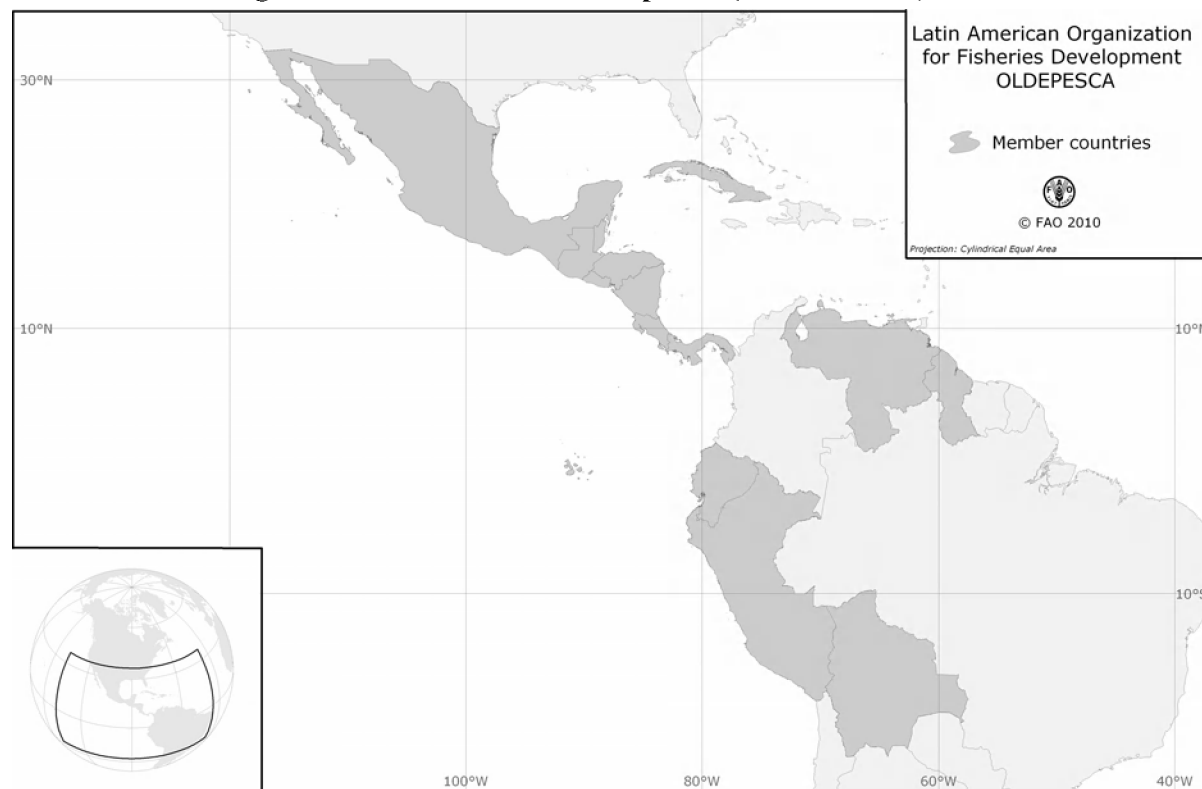 Latin American Organization
for Fisheries Development
OLDEPESCA
Member countries
F A O
© FAO 2010
Projection: Cylindrical Equal Area
30°N
10°N
10°N
10°S
100°W
80°W
60°W
40°W